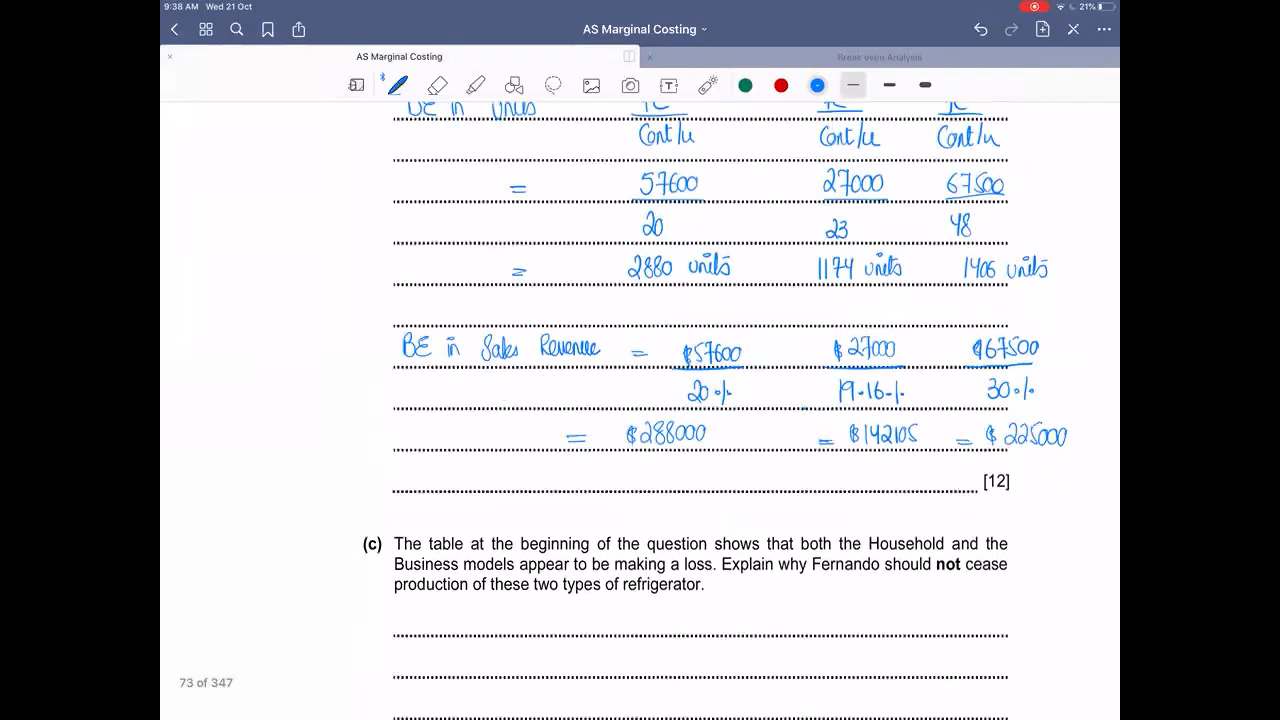 9:38 AM Wed 21 Oct 21%
AS Marginal Costing
AS Marginal Costing Break even Analysis
BE in Units FC FC FC
Cont/u Cont/u Cont/u
= 57600 27000 67500
20 23 48
= 2880 units 1174 units 1406 units
BE in Sales Revenue = $57600 $27000 $67500
20% 19.16% 30%
= $288000 = $142105 = $225000
[12]
(c) The table at the beginning of the question shows that both the Household and the
Business models appear to be making a loss. Explain why Fernando should not cease
production of these two types of refrigerator.
73 of 347